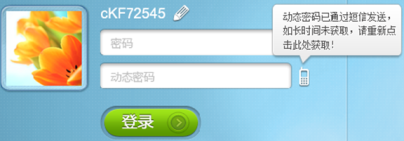 cKF72545
密码
动态密码
动态密码已通过短信发送，
如长时间未获取，请重新点
击此处获取！
登录